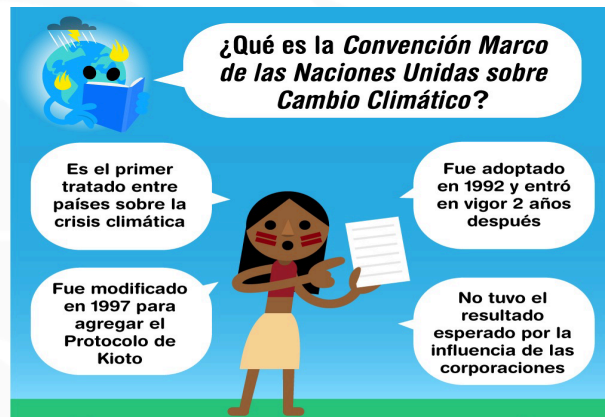 ¿Qué es la Convención Marco
de las Naciones Unidas sobre
Cambio Climático?
Es el primer
tratado entre
países sobre la
crisis climática
Fue adoptado
en 1992 y entró
en vigor 2 años
después
Fue modificado
en 1997 para
agregar el
Protocolo de
Kioto
No tuvo el
resultado
esperado por la
influencia de las
corporaciones